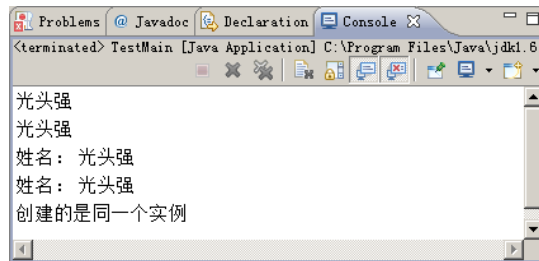 Problems @ Javadoc Declaration Console
<terminated> TestMain [Java Application] C:\Program Files\Java\jdk1.6
光头强
光头强
姓名：光头强
姓名：光头强
创建的是同一个实例